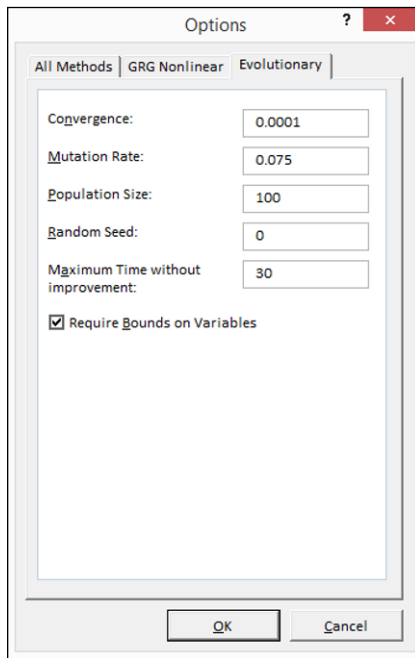 Options
? ×
All Methods GRG Nonlinear Evolutionary
Convergence: 0.0001
Mutation Rate: 0.075
Population Size: 100
Random Seed: 0
Maximum Time without
improvement: 30
Require Bounds on Variables
OK Cancel